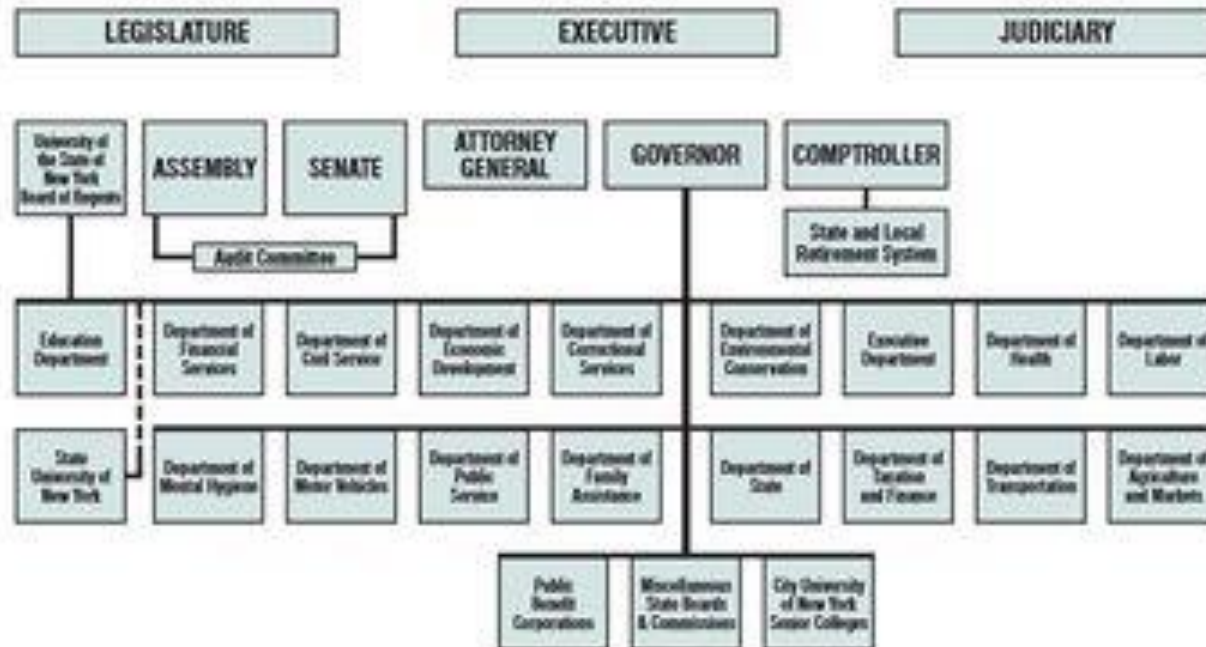 LEGISLATURE
EXECUTIVE
JUDICIARY
University of
the State of
New York
Board of Regents
ASSEMBLY
SENATE
ATTORNEY
GENERAL
GOVERNOR
COMPTROLLER
Audit Committee
State and Local
Retirement System
Education
Department
Department of
Financial
Services
Department of
Civil Service
Department of
Economic
Development
Department of
Correctional
Services
Department of
Environmental
Conservation
Executive
Department
Department of
Health
Department of
Labor
State
University of
New York
Department of
Mental Hygiene
Department of
Motor Vehicles
Department of
Public
Service
Department of
Family
Assistance
Department of
State
Department of
Taxation
and Finance
Department of
Transportation
Department of
Agriculture
and Markets
Public
Benefit
Corporations
Miscellaneous
State Boards
& Commissions
City University
of New York
Senior Colleges